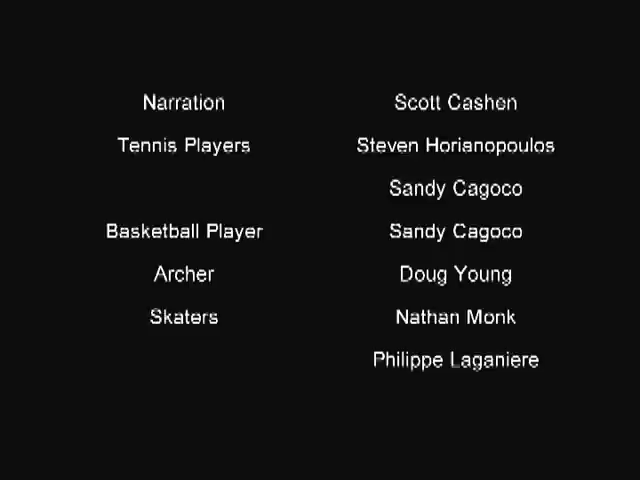 Narration Scott Cashen
Tennis Players Steven Horianopoulos
Sandy Cagoco
Basketball Player Sandy Cagoco
Archer Doug Young
Skaters Nathan Monk
Philippe Laganiere